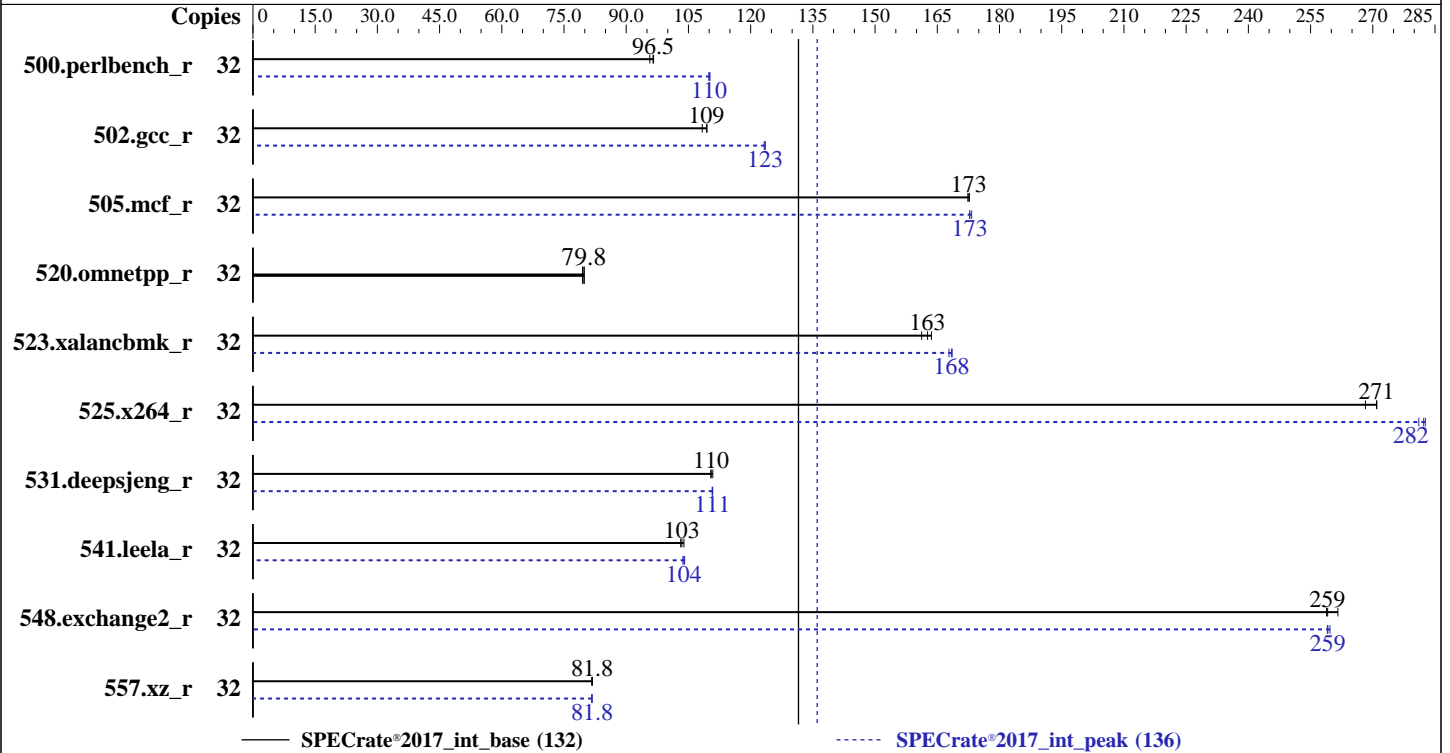 Copies 0 15.0 30.0 45.0 60.0 75.0 90.0 105 120 135 150 165 180 195 210 225 240 255 270 285
96.5
500.perlbench_r 32
110
109
502.gcc_r 32
123
173
505.mcf_r 32
173
79.8
520.omnetpp_r 32
163
523.xalancbmk_r 32
168
271
525.x264_r 32
282
110
531.deepsjeng_r 32
111
103
541.leela_r 32
104
259
548.exchange2_r 32
259
81.8
557.xz_r 32
81.8
SPECrate®2017_int_base (132) SPECrate®2017_int_peak (136)